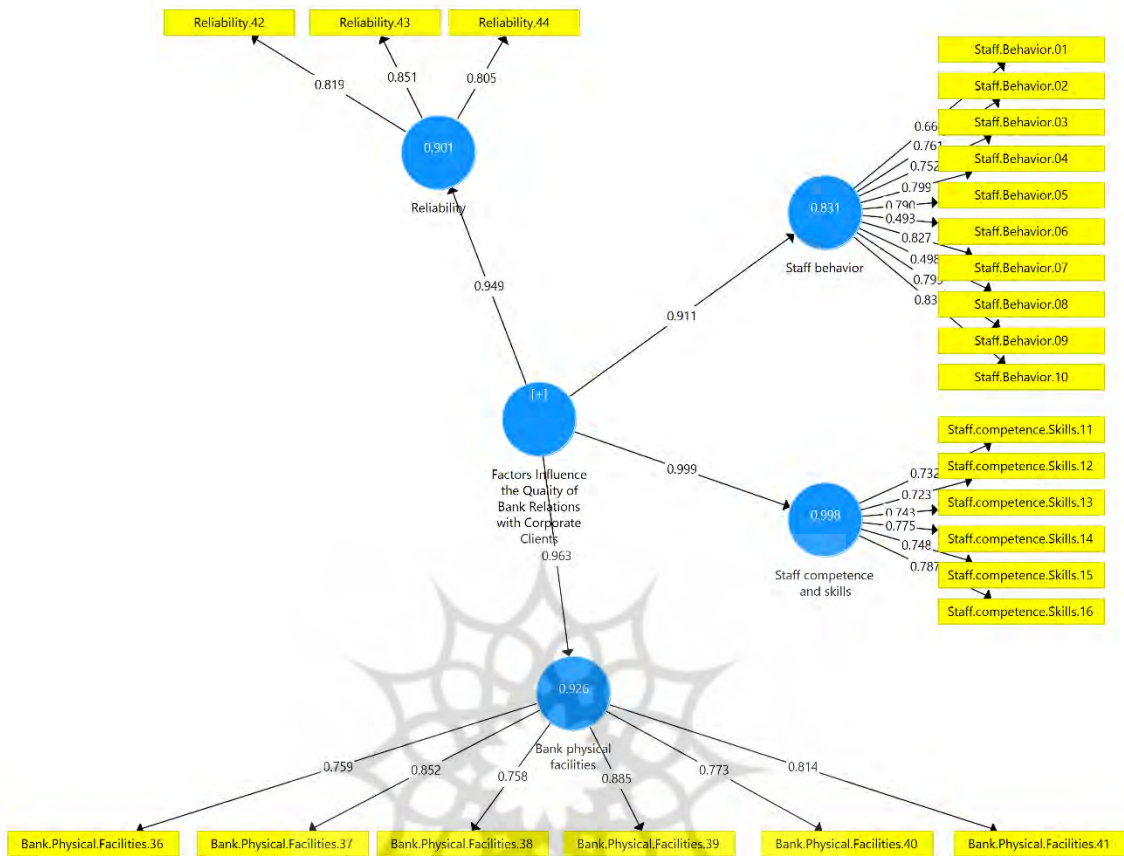 Reliability.42
Reliability.43
Reliability.44
0.819
0.851
0.805
0.901
Reliability
0.949
Staff.Behavior.01
Staff.Behavior.02
Staff.Behavior.03
Staff.Behavior.04
Staff.Behavior.05
Staff.Behavior.06
Staff.Behavior.07
Staff.Behavior.08
Staff.Behavior.09
Staff.Behavior.10
0.66
0.761
0.752
0.799
0.790
0.493
0.827
0.498
0.795
0.83
0.831
Staff behavior
0.911
[+]
Factors Influence
the Quality of
Bank Relations
with Corporate
Clients
0.999
Staff.competence.Skills.11
Staff.competence.Skills.12
Staff.competence.Skills.13
Staff.competence.Skills.14
Staff.competence.Skills.15
Staff.competence.Skills.16
0.732
0.723
0.743
0.775
0.748
0.787
0.998
Staff competence
and skills
0.963
0.926
Bank physical
facilities
0.759
0.852
0.758
0.885
0.773
0.814
Bank.Physical.Facilities.36
Bank.Physical.Facilities.37
Bank.Physical.Facilities.38
Bank.Physical.Facilities.39
Bank.Physical.Facilities.40
Bank.Physical.Facilities.41